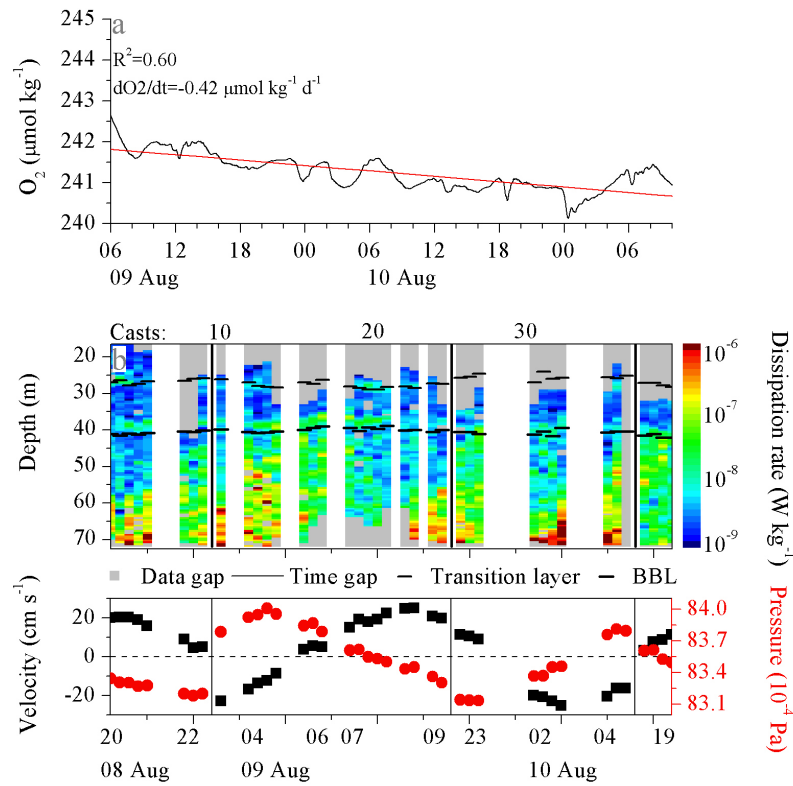 245
244
243
242
241
240
O2 (μmol kg-1)
a
R2=0.60
dO2/dt=-0.42 μmol kg-1 d-1
06 12 18 00 06 12 18 00 06
09 Aug 10 Aug
Casts: 10 20 30
b
20
30
40
50
60
70
Depth (m)
10-6
10-7
10-8
10-9
Dissipation rate (W kg-1)
Data gap Time gap Transition layer BBL
20
0
-20
Velocity (cm s-1)
84.0
83.7
83.4
83.1
Pressure (10-4 Pa)
20 22 04 06 07 09 23 02 04 19
08 Aug 09 Aug 10 Aug